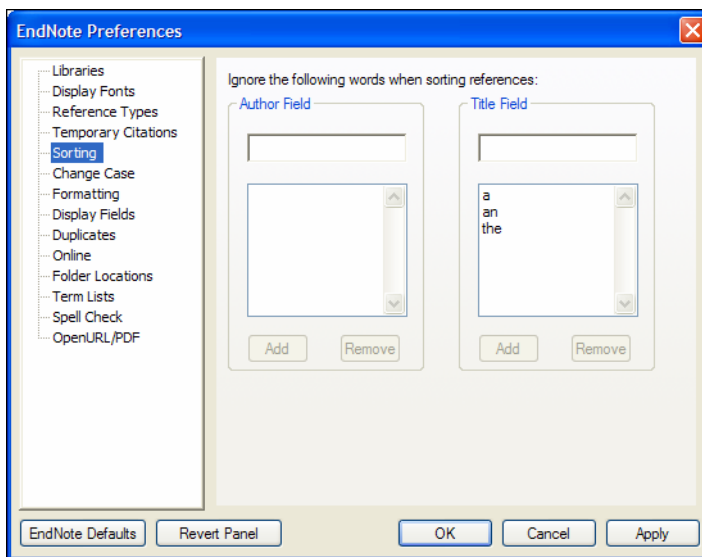 EndNote Preferences
Libraries
Display Fonts
Reference Types
Temporary Citations
Sorting
Change Case
Formatting
Display Fields
Duplicates
Online
Folder Locations
Term Lists
Spell Check
OpenURL/PDF
Ignore the following words when sorting references:
Author Field
Add
Remove
Title Field
a
an
the
Add
Remove
EndNote Defaults
Revert Panel
OK
Cancel
Apply